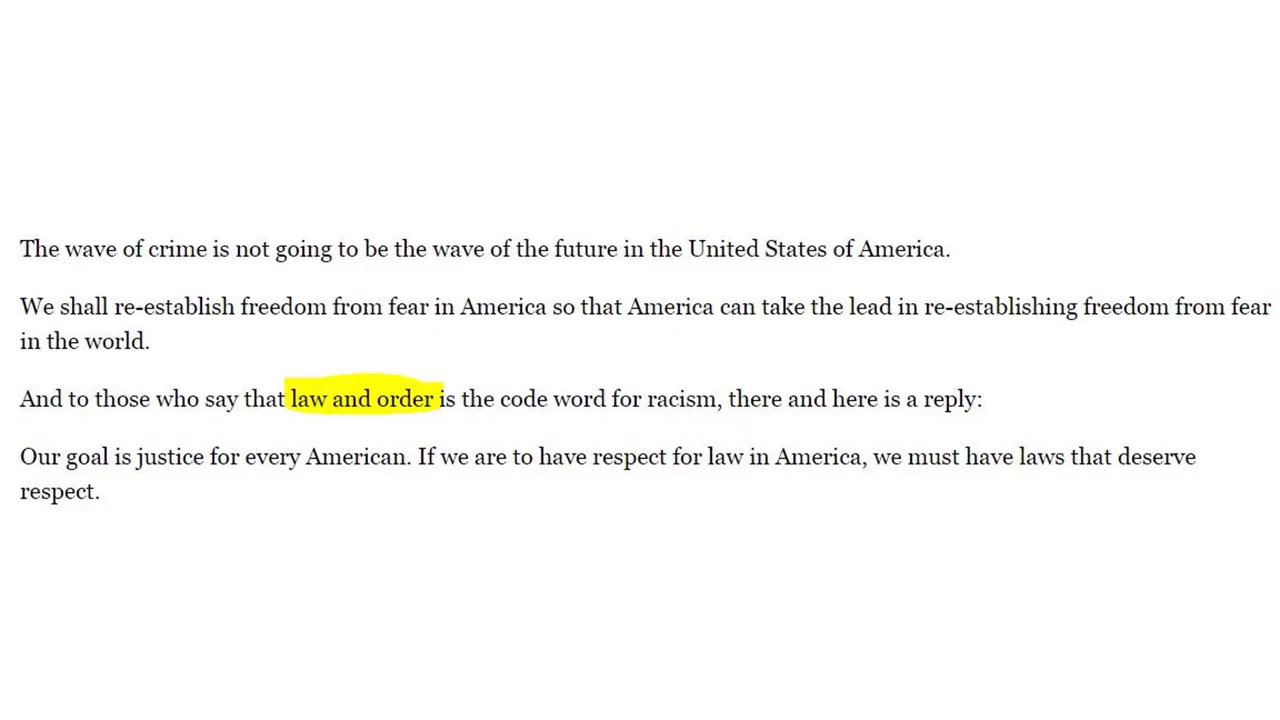 The wave of crime is not going to be the wave of the future in the United States of America.
We shall re-establish freedom from fear in America so that America can take the lead in re-establishing freedom from fear
in the world.
And to those who say that law and order is the code word for racism, there and here is a reply:
Our goal is justice for every American. If we are to have respect for law in America, we must have laws that deserve
respect.